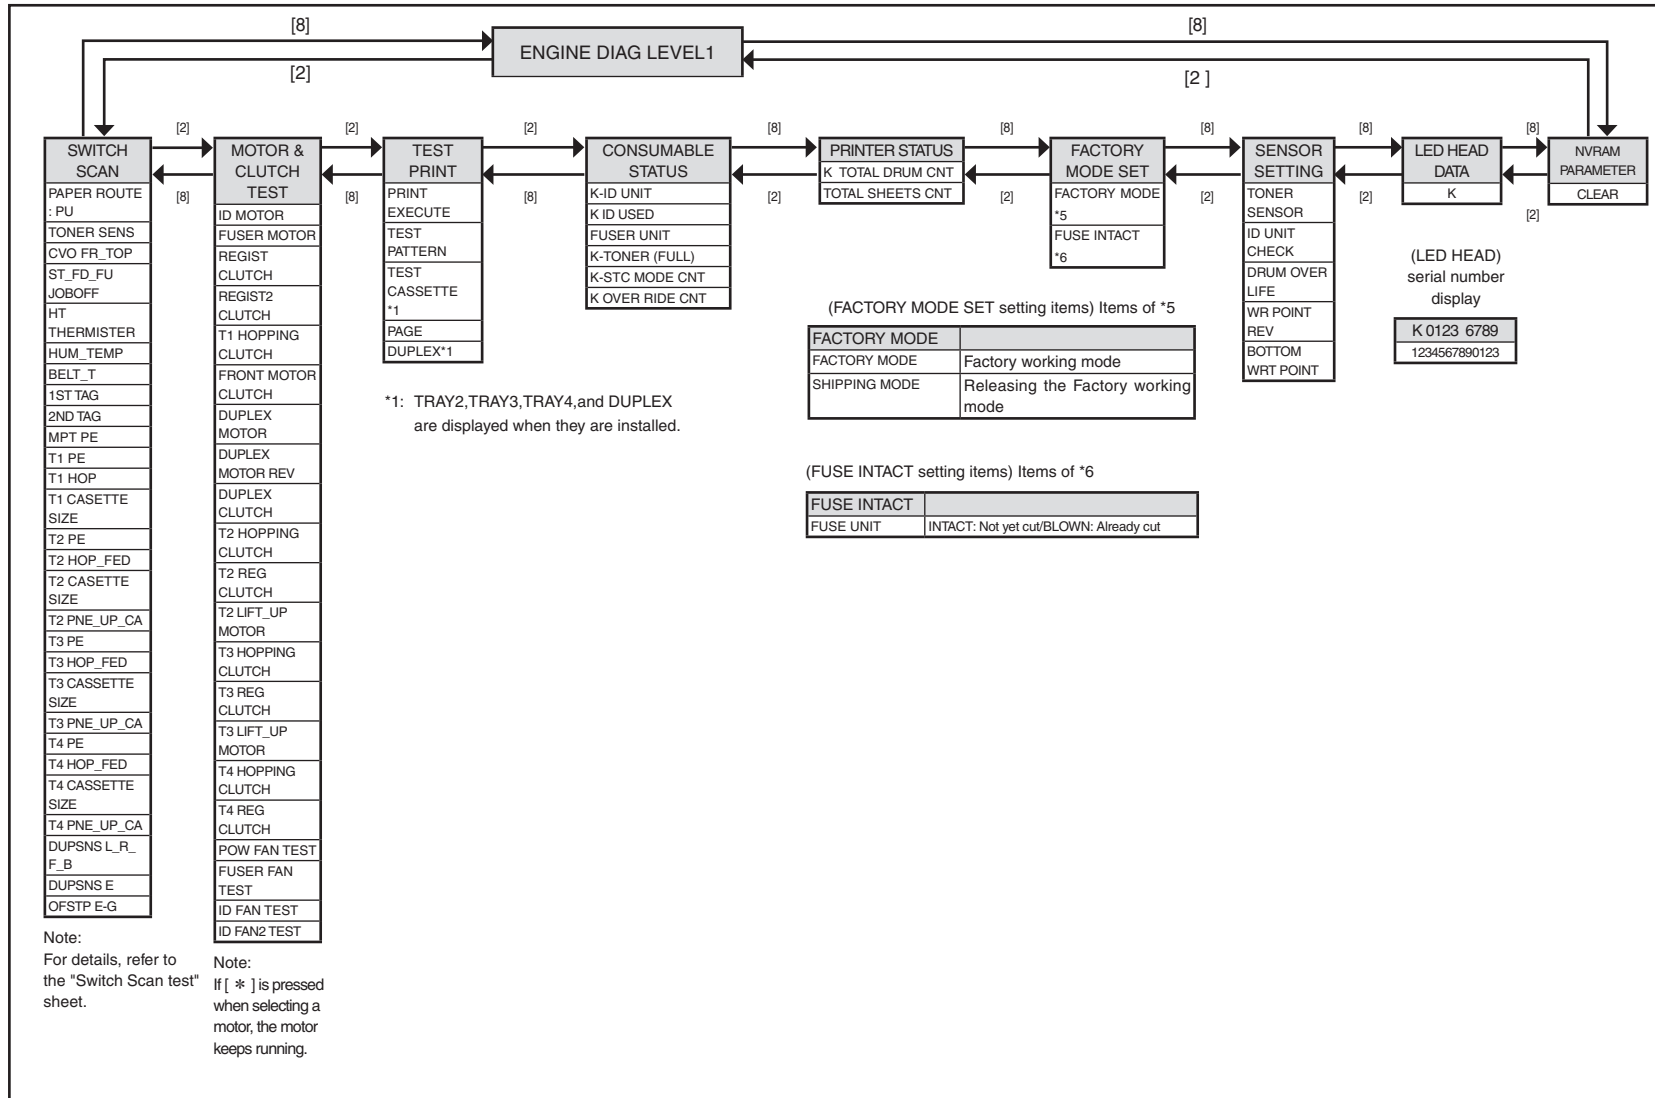 [8]
[8]
ENGINE DIAG LEVEL1
[2]
[2 ]
[2]
[2]
[2]
[8]
[8]
[8]
[8]
[8]
[8]
[8]
[8]
[2]
[2]
[2]
[2]
[2]
SWITCH
SCAN
PAPER ROUTE
: PU
TONER SENS
CVO FR_TOP
ST_FD_FU
JOBOFF
HT
THERMISTER
HUM_TEMP
BELT_T
1ST TAG
2ND TAG
MPT PE
T1 PE
T1 HOP
T1 CASETTE
SIZE
T2 PE
T2 HOP_FED
T2 CASETTE
SIZE
T2 PNE_UP_CA
T3 PE
T3 HOP_FED
T3 CASSETTE
SIZE
T3 PNE_UP_CA
T4 PE
T4 HOP_FED
T4 CASSETTE
SIZE
T4 PNE_UP_CA
DUPSNS L_R_
F_B
DUPSNS E
OFSTP E-G
Note:
For details, refer to
the "Switch Scan test"
sheet.
MOTOR &
CLUTCH
TEST
ID MOTOR
FUSER MOTOR
REGIST
CLUTCH
REGIST2
CLUTCH
T1 HOPPING
CLUTCH
FRONT MOTOR
CLUTCH
DUPLEX
MOTOR
DUPLEX
MOTOR REV
DUPLEX
CLUTCH
T2 HOPPING
CLUTCH
T2 REG
CLUTCH
T2 LIFT_UP
MOTOR
T3 HOPPING
CLUTCH
T3 REG
CLUTCH
T3 LIFT_UP
MOTOR
T4 HOPPING
CLUTCH
T4 REG
CLUTCH
POW FAN TEST
FUSER FAN
TEST
ID FAN TEST
ID FAN2 TEST
Note:
If [ * ] is pressed
when selecting a
motor, the motor
keeps running.
TEST
PRINT
PRINT
EXECUTE
TEST
PATTERN
TEST
CASSETTE
*1
PAGE
DUPLEX*1
*1: TRAY2,TRAY3,TRAY4,and DUPLEX
are displayed when they are installed.
CONSUMABLE
STATUS
K-ID UNIT
K ID USED
FUSER UNIT
K-TONER (FULL)
K-STC MODE CNT
K OVER RIDE CNT
PRINTER STATUS
K TOTAL DRUM CNT
TOTAL SHEETS CNT
FACTORY
MODE SET
FACTORY MODE
*5
FUSE INTACT
*6
(FACTORY MODE SET setting items) Items of *5
FACTORY MODE
FACTORY MODE Factory working mode
SHIPPING MODE Releasing the Factory working
mode
(FUSE INTACT setting items) Items of *6
FUSE INTACT
FUSE UNIT INTACT: Not yet cut/BLOWN: Already cut
SENSOR
SETTING
TONER
SENSOR
ID UNIT
CHECK
DRUM OVER
LIFE
WR POINT
REV
BOTTOM
WRT POINT
LED HEAD
DATA
K
(LED HEAD)
serial number
display
K 0123 6789
1234567890123
NVRAM
PARAMETER
CLEAR